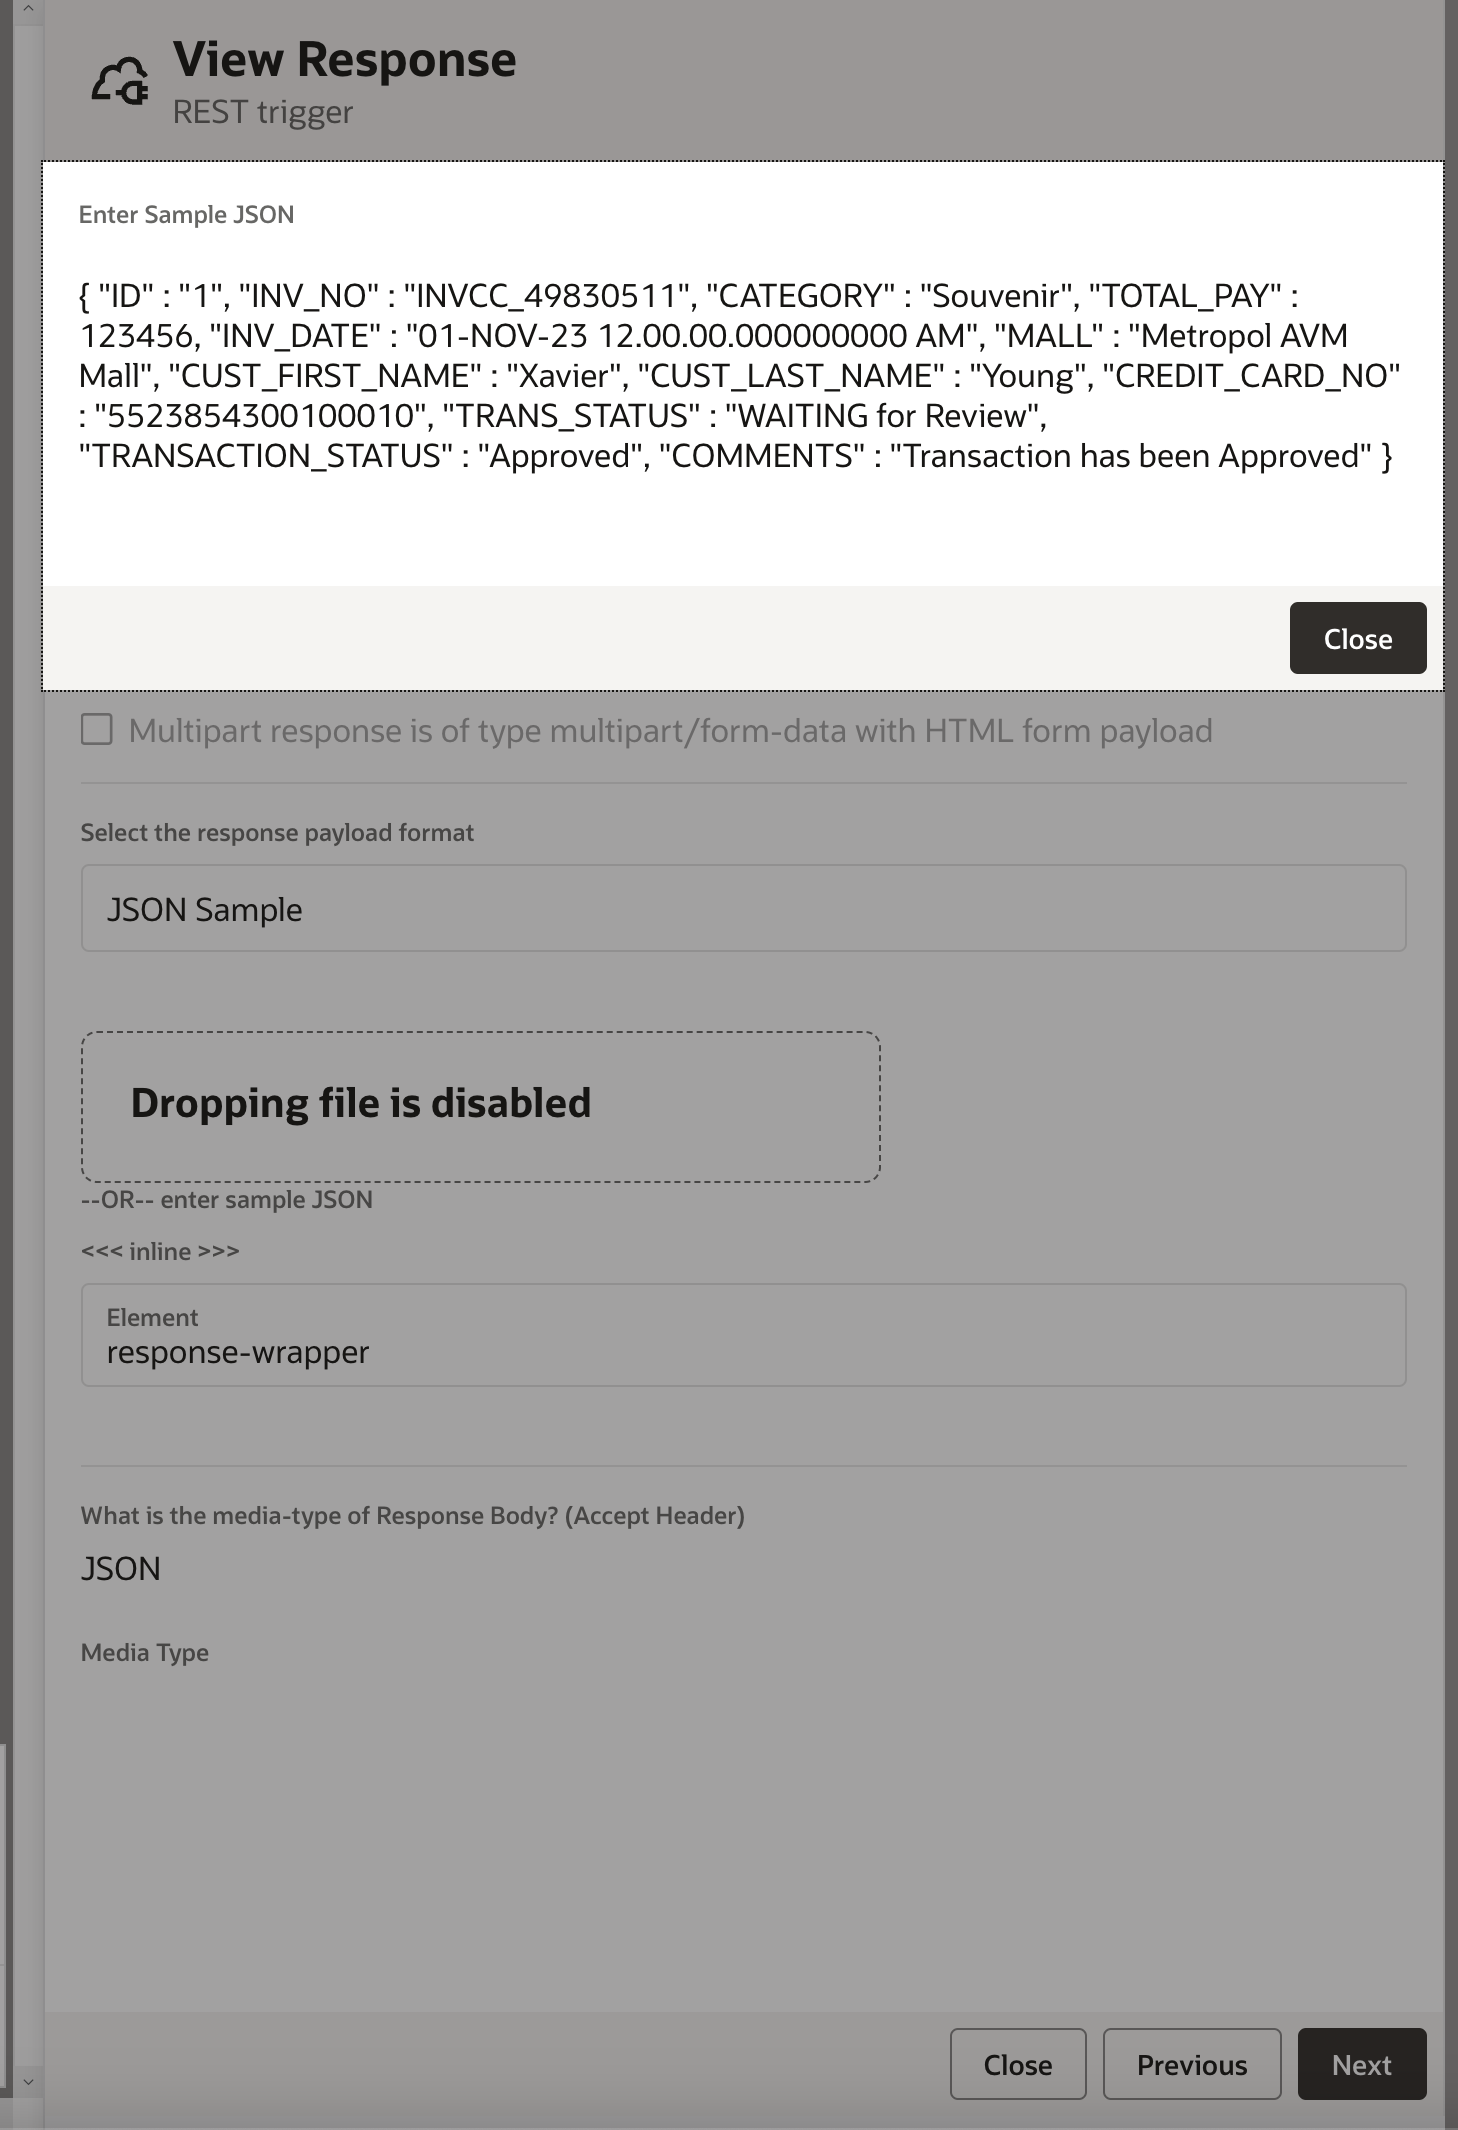 View Response
REST trigger
Enter Sample JSON
{ "ID" : "1", "INV_NO" : "INVCC_49830511", "CATEGORY" : "Souvenir", "TOTAL_PAY" :
123456, "INV_DATE" : "01-NOV-23 12.00.00.000000000 AM", "MALL" : "Metropol AVM
Mall", "CUST_FIRST_NAME" : "Xavier", "CUST_LAST_NAME" : "Young", "CREDIT_CARD_NO"
: "5523854300100010", "TRANS_STATUS" : "WAITING for Review",
"TRANSACTION_STATUS" : "Approved", "COMMENTS" : "Transaction has been Approved" }
Close
Multipart response is of type multipart/form-data with HTML form payload
Select the response payload format
JSON Sample
Dropping file is disabled
--OR-- enter sample JSON
<<< inline >>>
Element
response-wrapper
What is the media-type of Response Body? (Accept Header)
JSON
Media Type
Close Previous Next